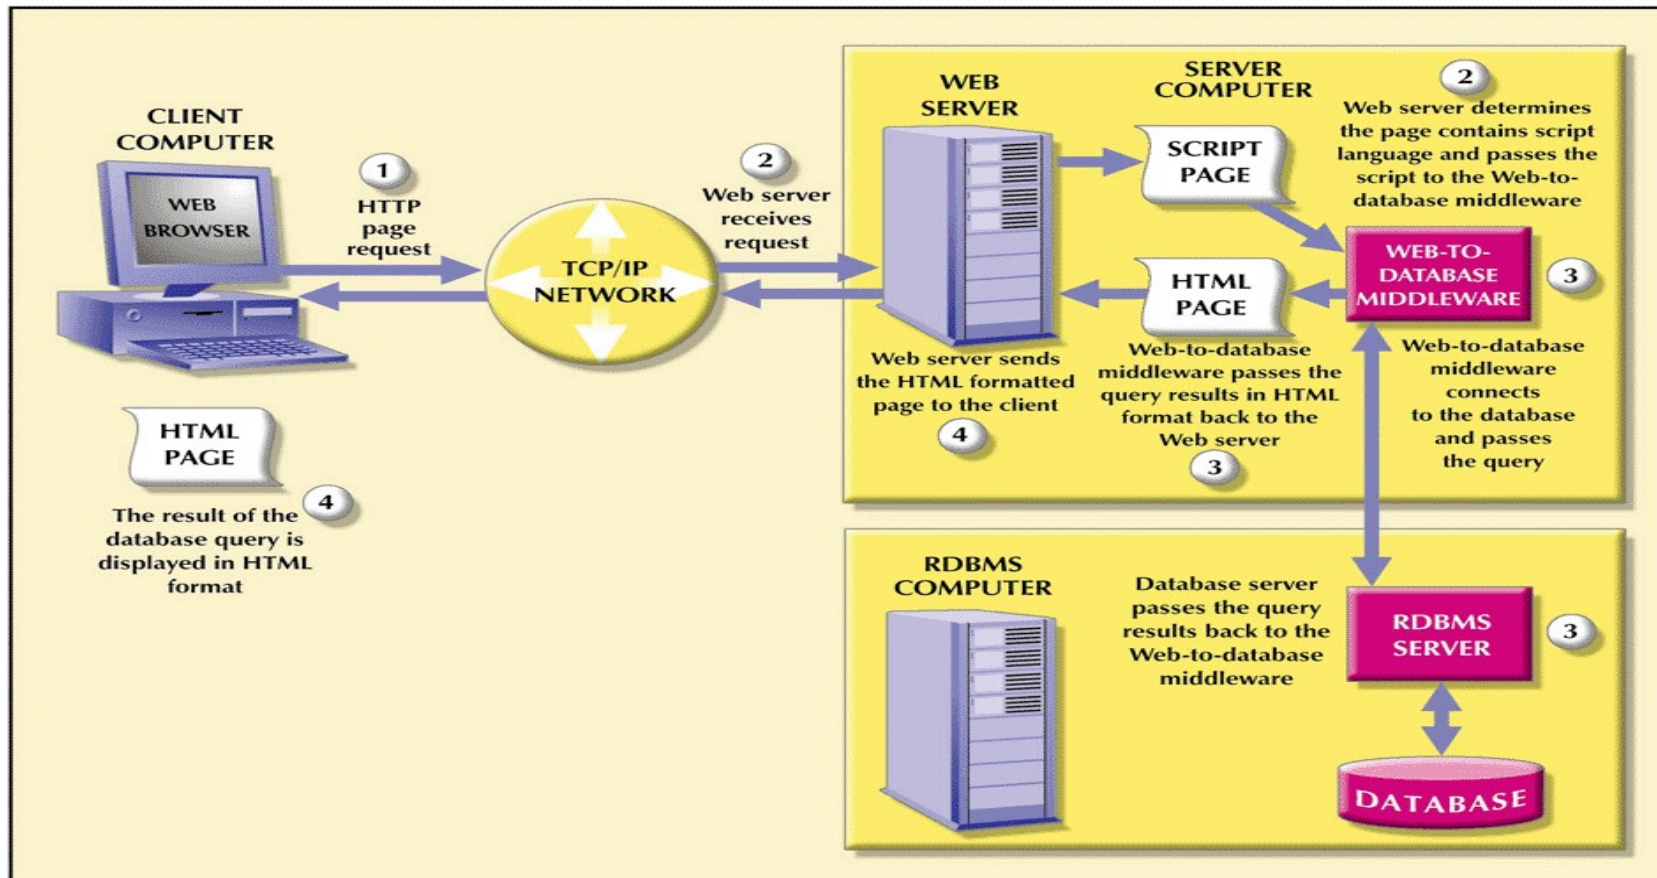 CLIENT
COMPUTER
WEB
BROWSER
1
HTTP
page
request
TCP/IP
NETWORK
2
Web server
receives
request
HTML
PAGE
4
The result of the
database query is
displayed in HTML
format
WEB
SERVER
SERVER
COMPUTER
SCRIPT
PAGE
2
Web server determines
the page contains script
language and passes the
script to the Web-to-
database middleware
WEB-TO-
DATABASE
MIDDLEWARE
3
HTML
PAGE
Web server sends
the HTML formatted
page to the client
4
Web-to-database
middleware passes the
query results in HTML
format back to the
Web server
3
Web-to-database
middleware
connects
to the database
and passes
the query
RDBMS
COMPUTER
Database server
passes the query
results back to the
Web-to-database
middleware
RDBMS
SERVER
3
DATABASE